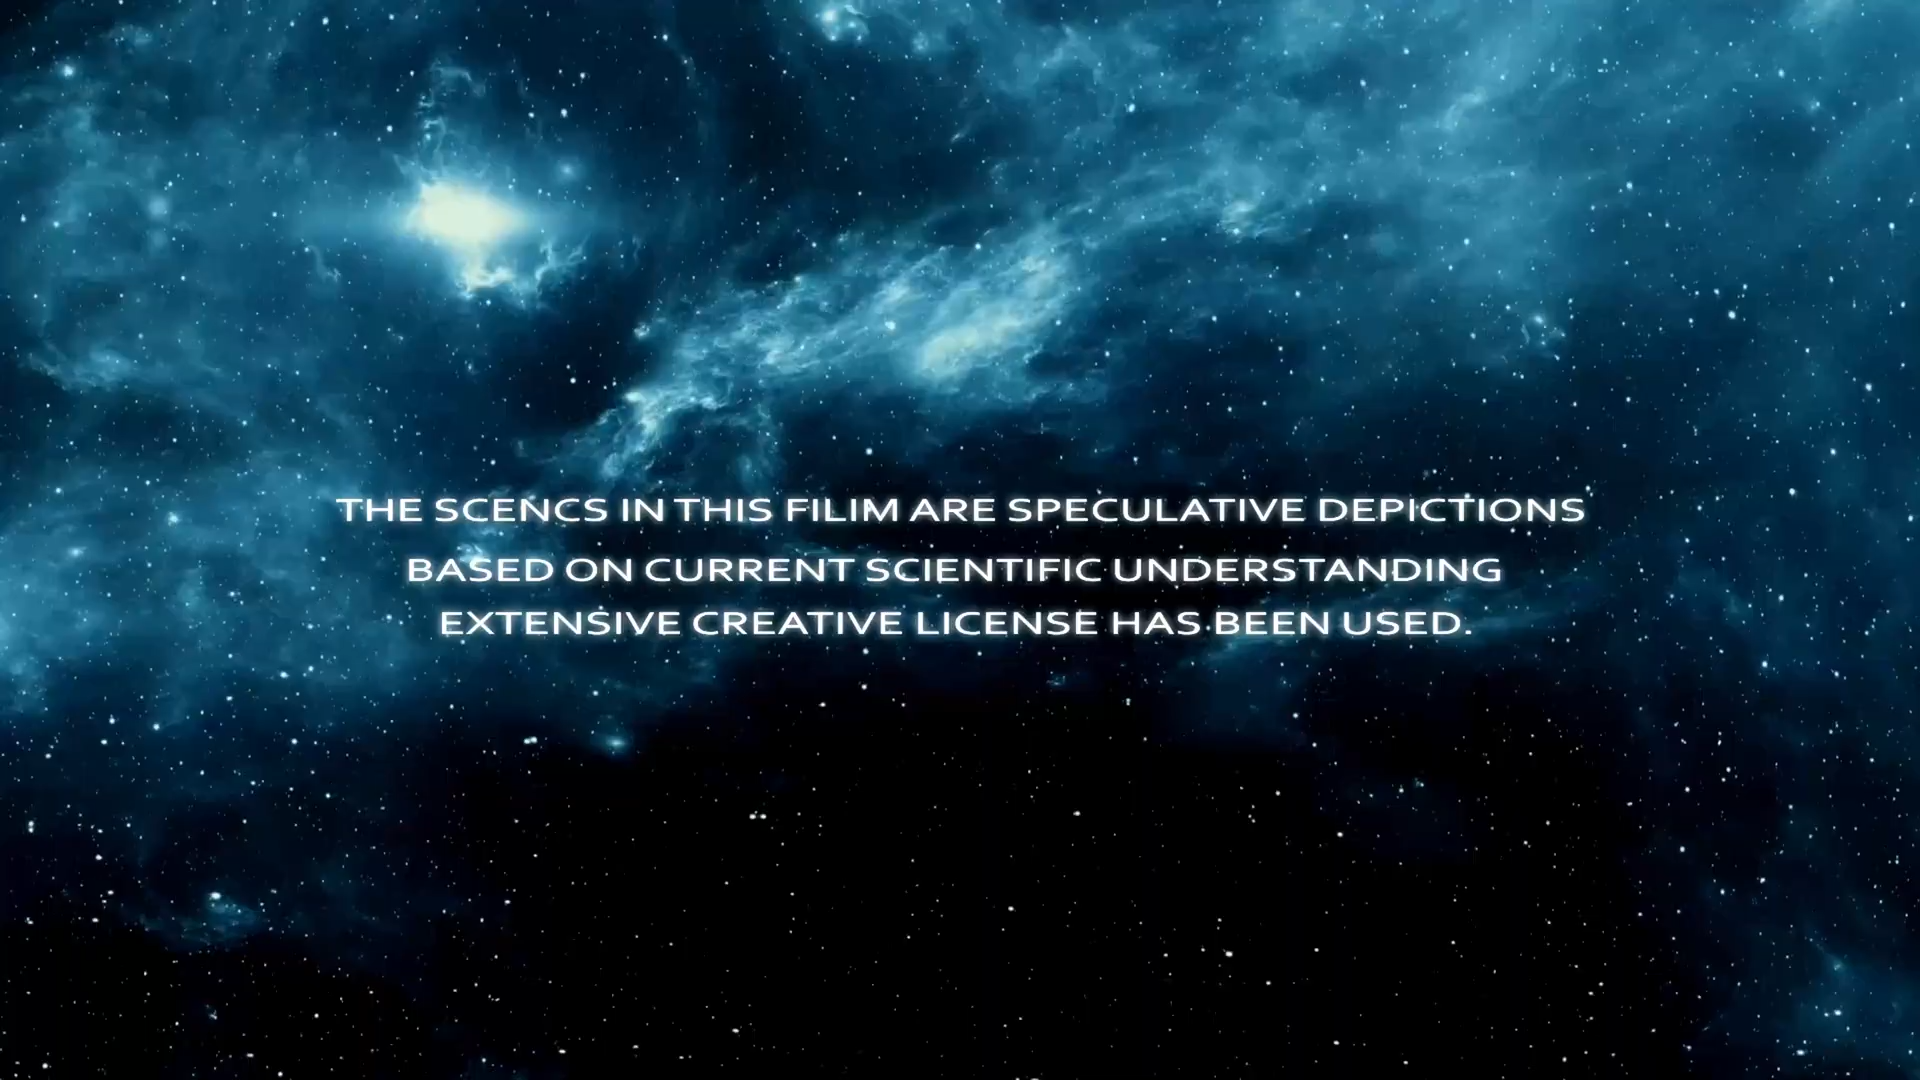 THE SCENCS IN THIS FILIM ARE SPECULATIVE DEPICTIONS
BASED ON CURRENT SCIENTIFIC UNDERSTANDING
EXTENSIVE CREATIVE LICENSE HAS BEEN USED.